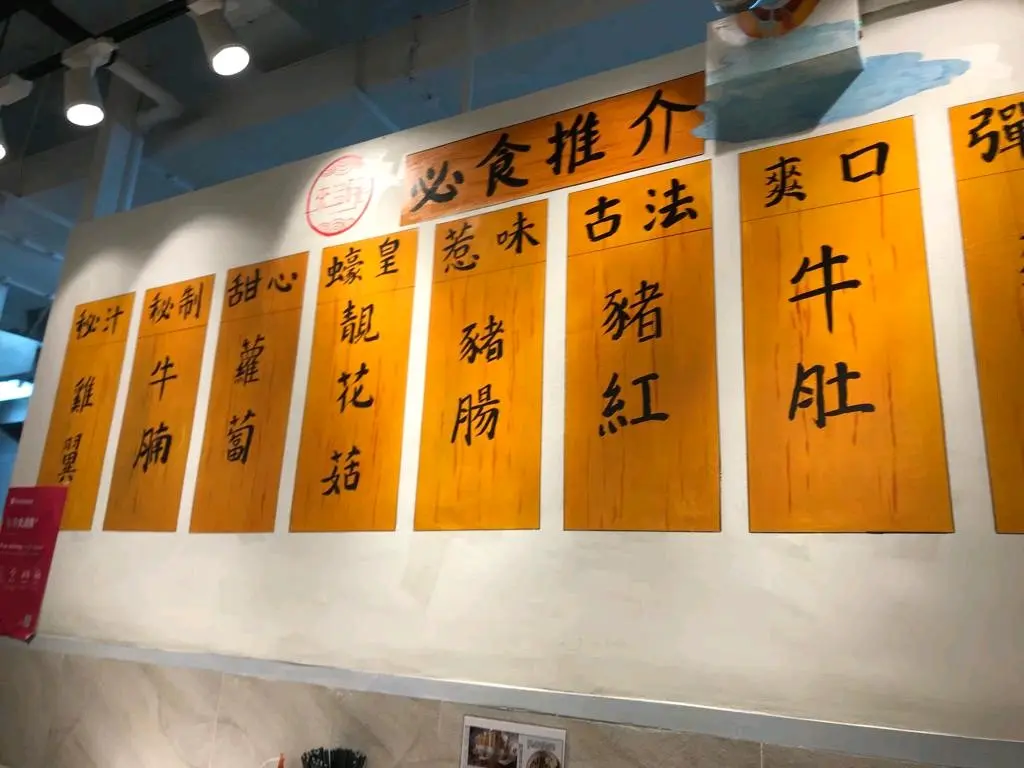 必食推介
秘汁
雞翼
秘制
牛腩
甜心
蘿蔔
蠔皇
靚花菇
惹味
豬腸
古法
豬紅
爽口
牛肚
彈